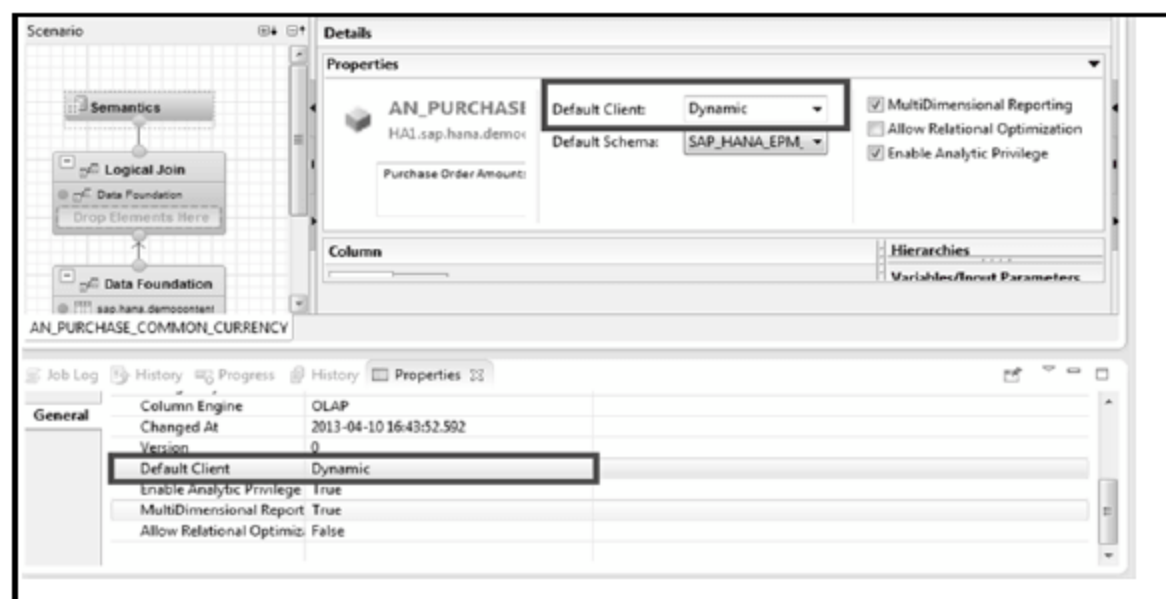 Scenario
Details
Properties
Semantics
Logical Join
Data Foundation
Drop Elements Here
Data Foundation
sap.hana.democontent
AN_PURCHASE_COMMON_CURRENCY
AN_PURCHASE
HA1.sap.hana.democ
Purchase Order Amount
Default Client: Dynamic
Default Schema: SAP_HANA_EPM_
MultiDimensional Reporting
Allow Relational Optimization
Enable Analytic Privilege
Column
Hierarchies
Variables/Input Parameters
Job Log History Progress History Properties
General
Column Engine OLAP
Changed At 2013-04-10 16:43:52.592
Version 0
Default Client Dynamic
Enable Analytic Privilege True
MultiDimensional Report True
Allow Relational Optimiz False